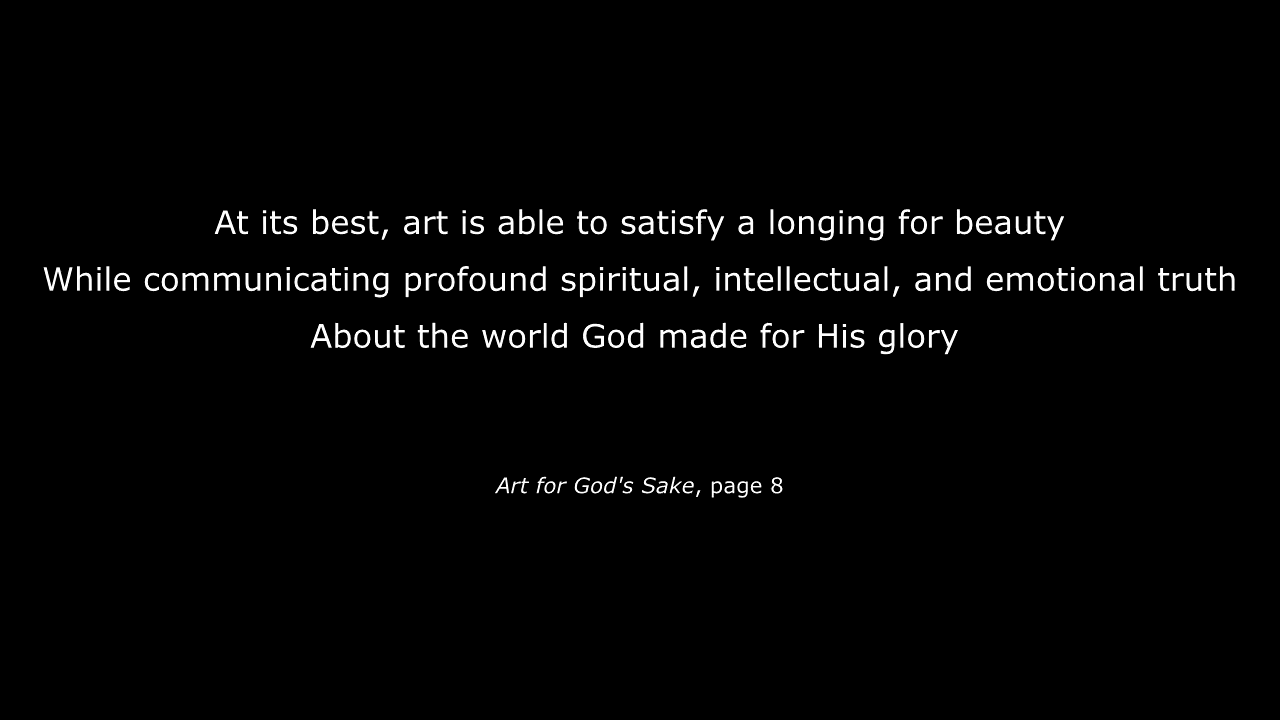 At its best, art is able to satisfy a longing for beauty
While communicating profound spiritual, intellectual, and emotional truth
About the world God made for His glory
Art for God's Sake, page 8